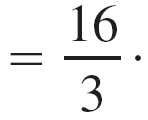 = 16/3 .